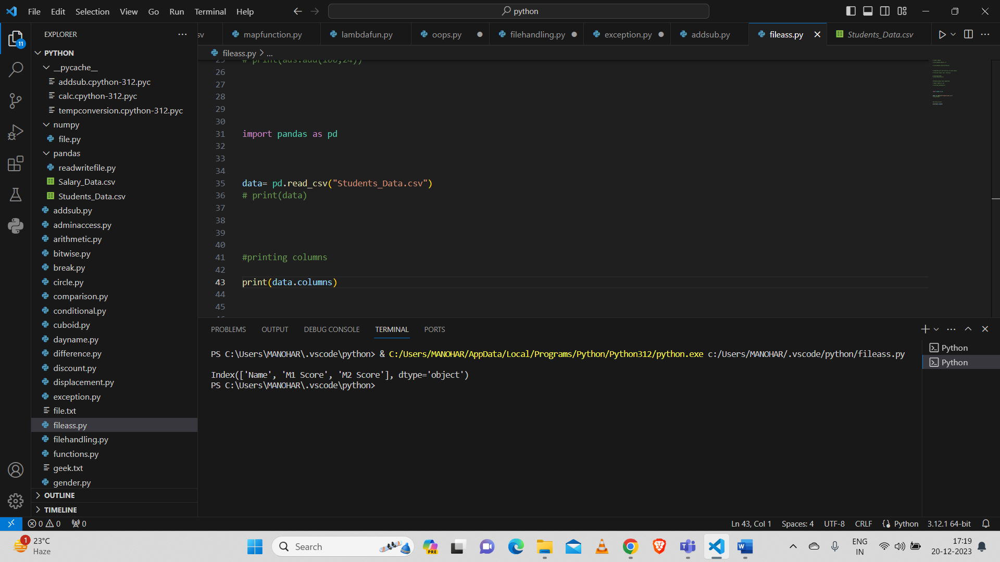 File Edit Selection View Go Run Terminal Help
python
EXPLORER
sv
mapfunction.py
lambdafun.py
oops.py
filehandling.py
exception.py
addsub.py
fileass.py
Students_Data.csv
11
PYTHON
__pycache__
addsub.cpython-312.pyc
calc.cpython-312.pyc
tempconversion.cpython-312.pyc
numpy
file.py
pandas
readwritefile.py
Salary_Data.csv
Students_Data.csv
addsub.py
adminaccess.py
arithmetic.py
bitwise.py
break.py
circle.py
comparison.py
conditional.py
cuboid.py
dayname.py
difference.py
discount.py
displacement.py
exception.py
file.txt
fileass.py
filehandling.py
functions.py
geek.txt
gender.py
OUTLINE
TIMELINE
fileass.py > ...
25 # print(ads.add(100,24))
26
27
28
29
30
31 import pandas as pd
32
33
34
35 data= pd.read_csv("Students_Data.csv")
36 # print(data)
37
38
39
40
41 #printing columns
42
43 print(data.columns)
44
45
PROBLEMS OUTPUT DEBUG CONSOLE TERMINAL PORTS
PS C:\Users\MANOHAR\.vscode\python> & C:/Users/MANOHAR/AppData/Local/Programs/Python/Python312/python.exe c:/Users/MANOHAR/.vscode/python/fileass.py
Index(['Name', 'M1 Score', 'M2 Score'], dtype='object')
PS C:\Users\MANOHAR\.vscode\python>
Python
Python
0 0 0
Ln 43, Col 1 Spaces: 4 UTF-8 CRLF Python 3.12.1 64-bit
1
23°C
Haze
Search
PRE
ENG
IN
17:19
20-12-2023